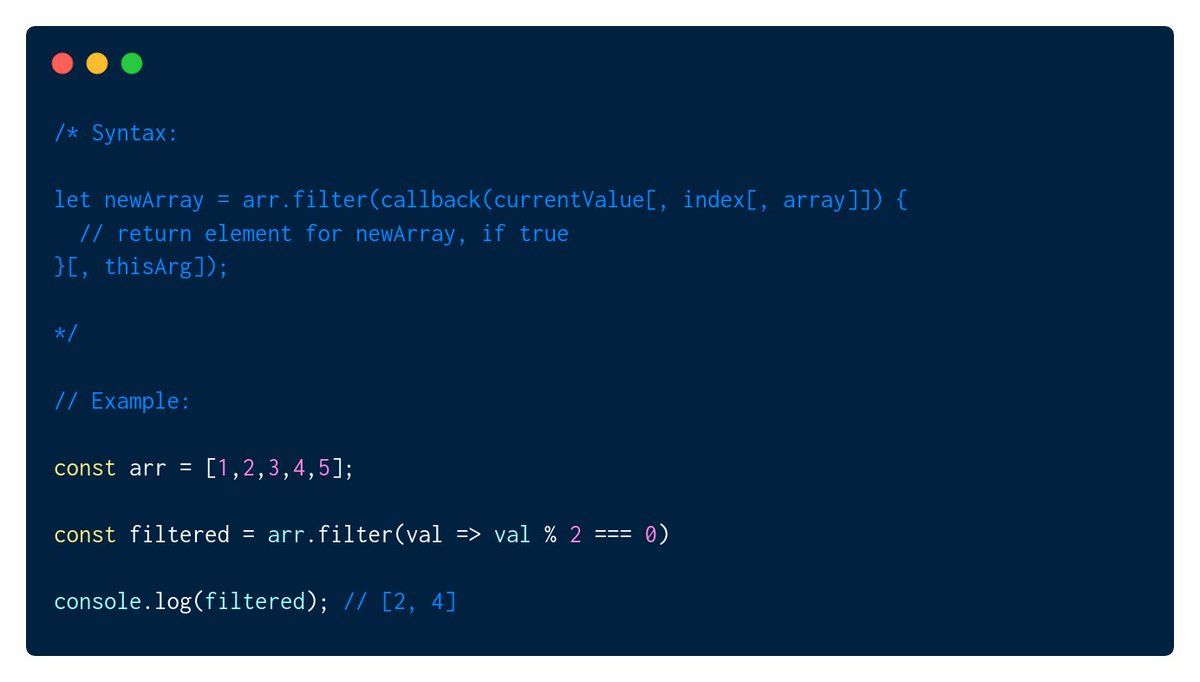 /* Syntax:
let newArray = arr.filter(callback(currentValue[, index[, array]]) {
  // return element for newArray, if true
}[, thisArg]);
*/
// Example:
const arr = [1,2,3,4,5];
const filtered = arr.filter(val => val % 2 === 0)
console.log(filtered); // [2, 4]